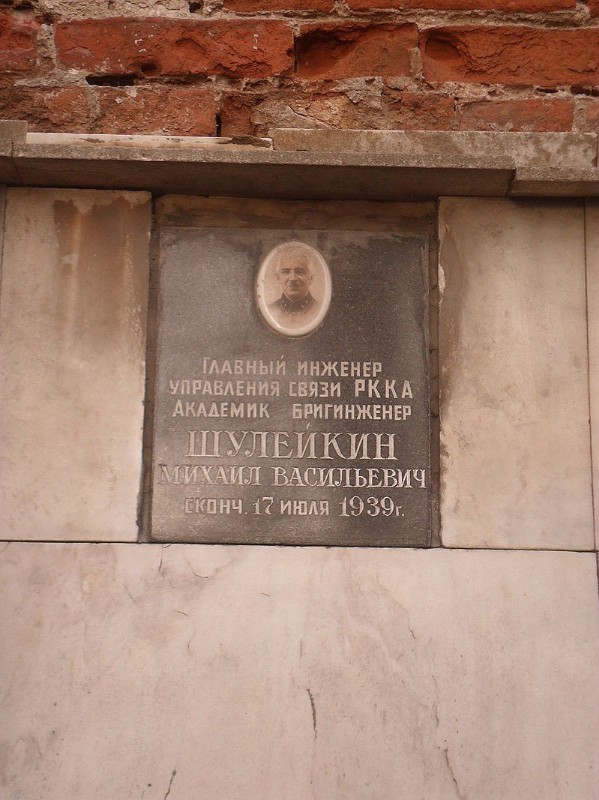 Главный инженер
управления связи РККА
Академик бригинженер
ШУЛЕЙКИН
Михаил Васильевич
сконч. 17 июля 1939г.